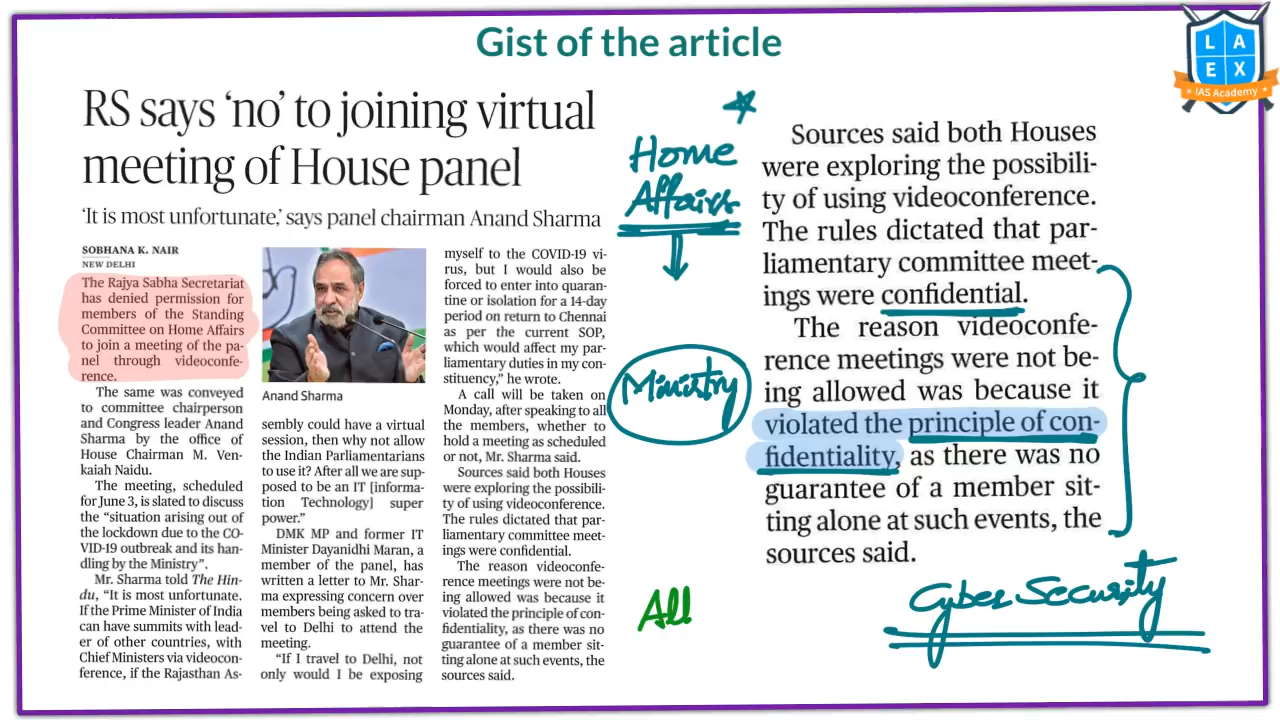 Gist of the article
L A
E X
IAS Academy
RS says ‘no’ to joining virtual
meeting of House panel
‘It is most unfortunate,’ says panel chairman Anand Sharma
SOBHANA K. NAIR
NEW DELHI
The Rajya Sabha Secretariat
has denied permission for
members of the Standing
Committee on Home Affairs
to join a meeting of the pa-
nel through videoconfe-
rence.
The same was conveyed
to committee chairperson
and Congress leader Anand
Sharma by the office of
House Chairman M. Ven-
kaiah Naidu.
The meeting, scheduled
for June 3, is slated to discuss
the “situation arising out of
the lockdown due to the CO-
VID-19 outbreak and its han-
dling by the Ministry”.
Mr. Sharma told The Hin-
du, “It is most unfortunate.
If the Prime Minister of India
can have summits with lead-
er of other countries, with
Chief Ministers via videocon-
ference, if the Rajasthan As-
Anand Sharma
sembly could have a virtual
session, then why not allow
the Indian Parliamentarians
to use it? After all we are sup-
posed to be an IT [informa-
tion Technology] super
power.”
DMK MP and former IT
Minister Dayanidhi Maran, a
member of the panel, has
written a letter to Mr. Shar-
ma expressing concern over
members being asked to tra-
vel to Delhi to attend the
meeting.
“If I travel to Delhi, not
only would I be exposing
myself to the COVID-19 vi-
rus, but I would also be
forced to enter into quaran-
tine or isolation for a 14-day
period on return to Chennai
as per the current SOP,
which would affect my par-
liamentary duties in my con-
stituency,” he wrote.
A call will be taken on
Monday, after speaking to all
the members, whether to
hold a meeting as scheduled
or not, Mr. Sharma said.
Sources said both Houses
were exploring the possibili-
ty of using videoconference.
The rules dictated that par-
liamentary committee meet-
ings were confidential.
The reason videoconfe-
rence meetings were not be-
ing allowed was because it
violated the principle of con-
fidentiality, as there was no
guarantee of a member sit-
ting alone at such events, the
sources said.
Home
Affairs
Ministry
All
Sources said both Houses
were exploring the possibili-
ty of using videoconference.
The rules dictated that par-
liamentary committee meet-
ings were confidential.
The reason videoconfe-
rence meetings were not be-
ing allowed was because it
violated the principle of con-
fidentiality, as there was no
guarantee of a member sit-
ting alone at such events, the
sources said.
Cyber Security